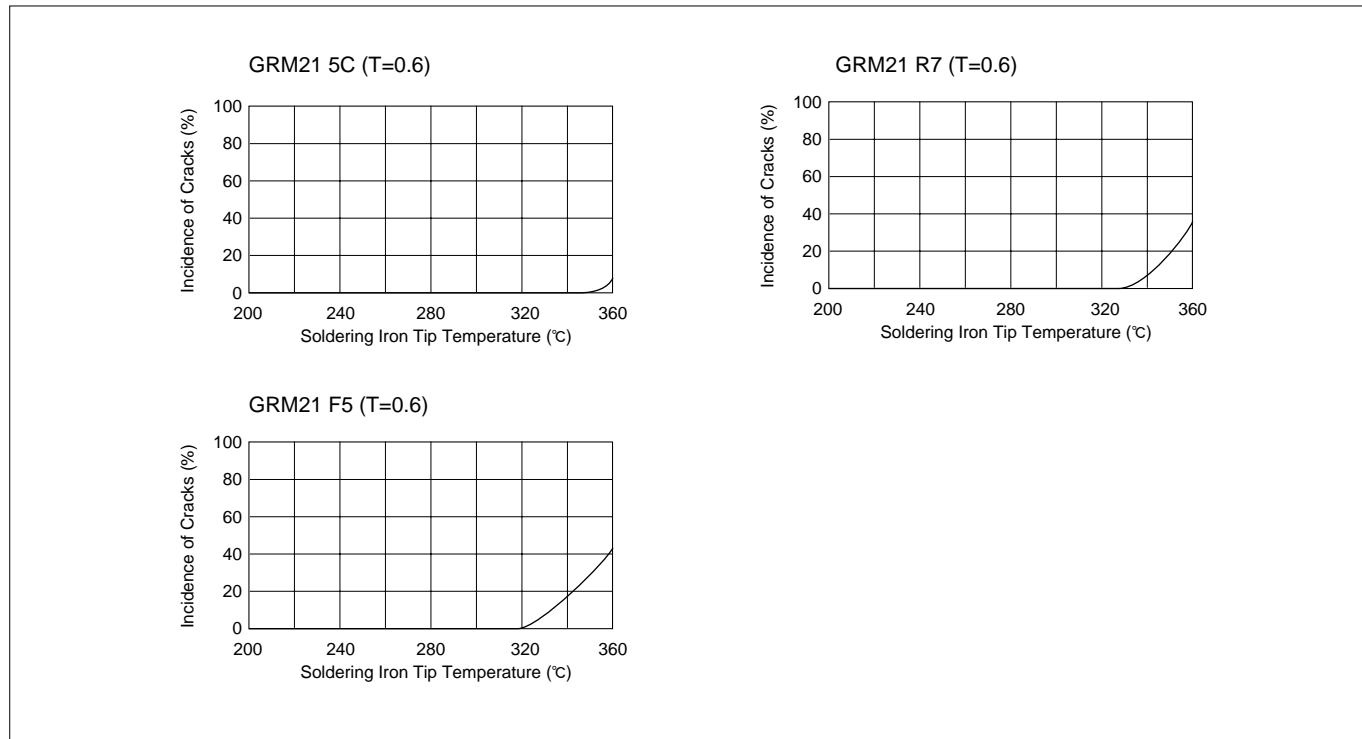 GRM21 5C (T=0.6)
Incidence of Cracks (%)
100
80
60
40
20
0
200 240 280 320 360
Soldering Iron Tip Temperature (℃)
GRM21 R7 (T=0.6)
Incidence of Cracks (%)
100
80
60
40
20
0
200 240 280 320 360
Soldering Iron Tip Temperature (℃)
GRM21 F5 (T=0.6)
Incidence of Cracks (%)
100
80
60
40
20
0
200 240 280 320 360
Soldering Iron Tip Temperature (℃)